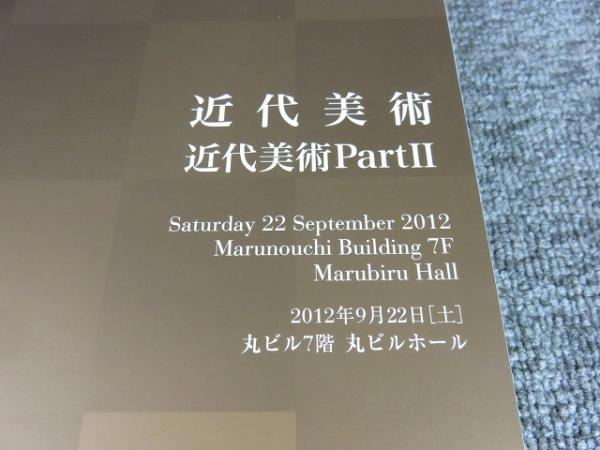 近代美術
近代美術PartII
Saturday 22 September 2012
Marunouchi Building 7F
Marubiru Hall
2012年9月22日[土]
丸ビル7階 丸ビルホール